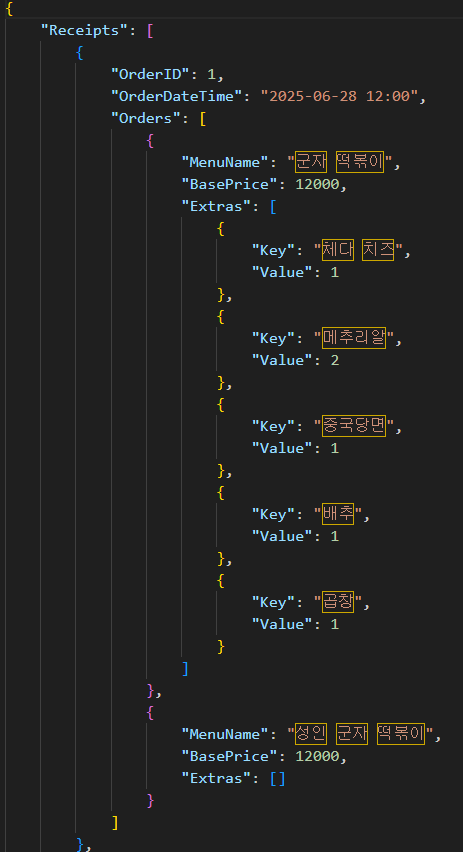 {
"Receipts": [
{
"OrderID": 1,
"OrderDateTime": "2025-06-28 12:00",
"Orders": [
{
"MenuName": "군자 떡볶이",
"BasePrice": 12000,
"Extras": [
{
"Key": "체대 치즈",
"Value": 1
},
{
"Key": "메추리알",
"Value": 2
},
{
"Key": "중국당면",
"Value": 1
},
{
"Key": "배추",
"Value": 1
},
{
"Key": "곱창",
"Value": 1
}
]
},
{
"MenuName": "성인 군자 떡볶이",
"BasePrice": 12000,
"Extras": []
}
]
},